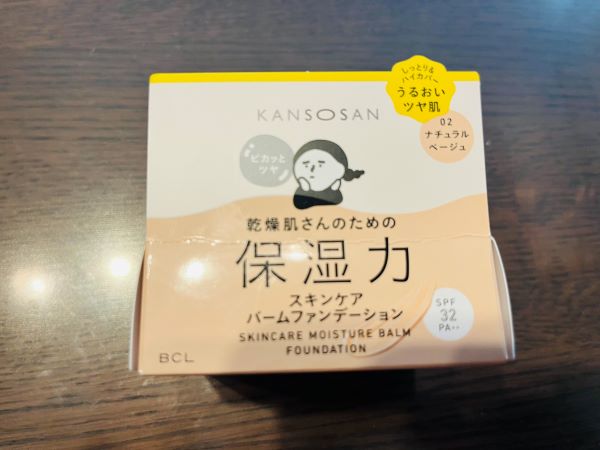 しっとり&
ハイカバー
うるおい
ツヤ肌
KANSOSAN
02
ナチュラル
ベージュ
ピカッと
ツヤ
乾燥肌さんのための
保湿力
スキンケア
バームファンデーション
SKINCARE MOISTURE BALM
FOUNDATION
SPF
32
PA++
BCL